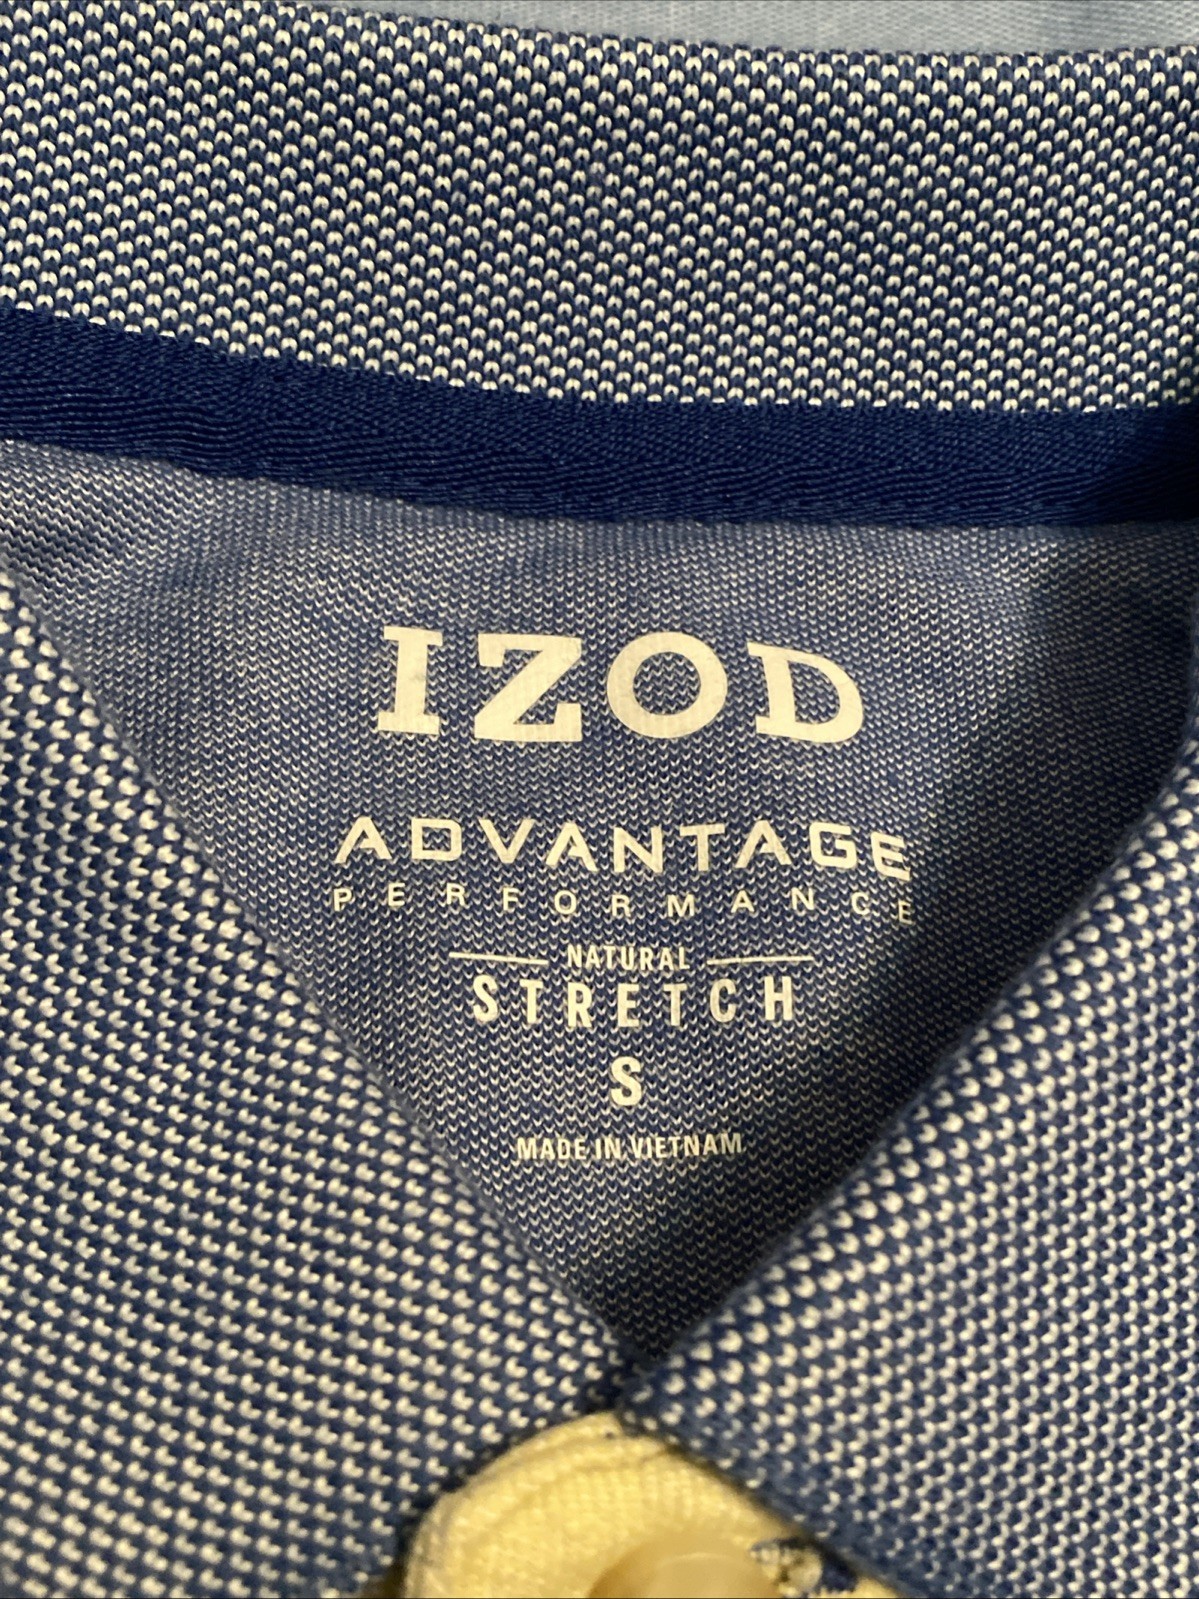 IZOD
ADVANTAGE
PERFORMANCE
NATURAL
STRETCH
S
MADE IN VIETNAM